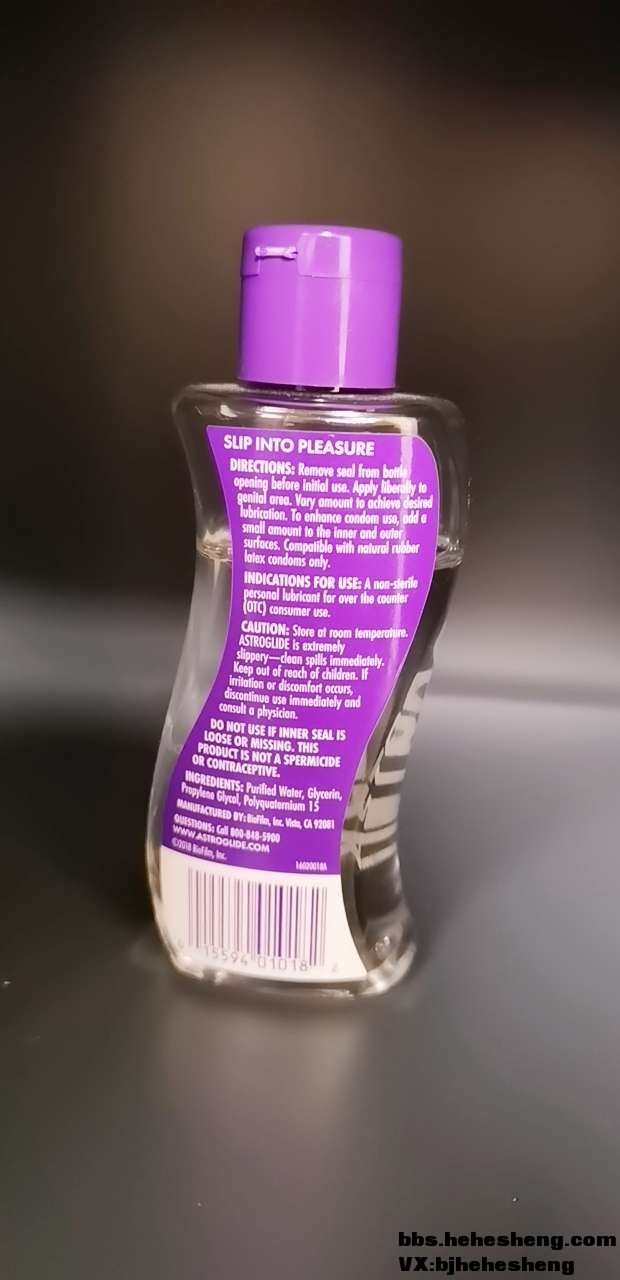 SLIP INTO PLEASURE
DIRECTIONS: Remove seal from bottle
opening before initial use. Apply liberally to
genital area. Vary amount to achieve desired
lubrication. To enhance condom use, add a
small amount to the inner and outer
surfaces. Compatible with natural rubber
latex condoms only.
INDICATIONS FOR USE: A non-sterile
personal lubricant for over the counter
(OTC) consumer use.
CAUTION: Store at room temperature.
ASTROGLIDE is extremely
slippery—clean spills immediately.
Keep out of reach of children. If
irritation or discomfort occurs,
discontinue use immediately and
consult a physician.
DO NOT USE IF INNER SEAL IS
LOOSE OR MISSING. THIS
PRODUCT IS NOT A SPERMICIDE
OR CONTRACEPTIVE.
INGREDIENTS: Purified Water, Glycerin,
Propylene Glycol, Polyquaternium 15
MANUFACTURED BY: BioFilm, Inc. Vista, CA 92081
QUESTIONS: Call 800-848-5900
WWW.ASTROGLIDE.COM
©2018 BioFilm, Inc.
16020018A
15594 01018
bbs.hehesheng.com
VX:bjhehesheng